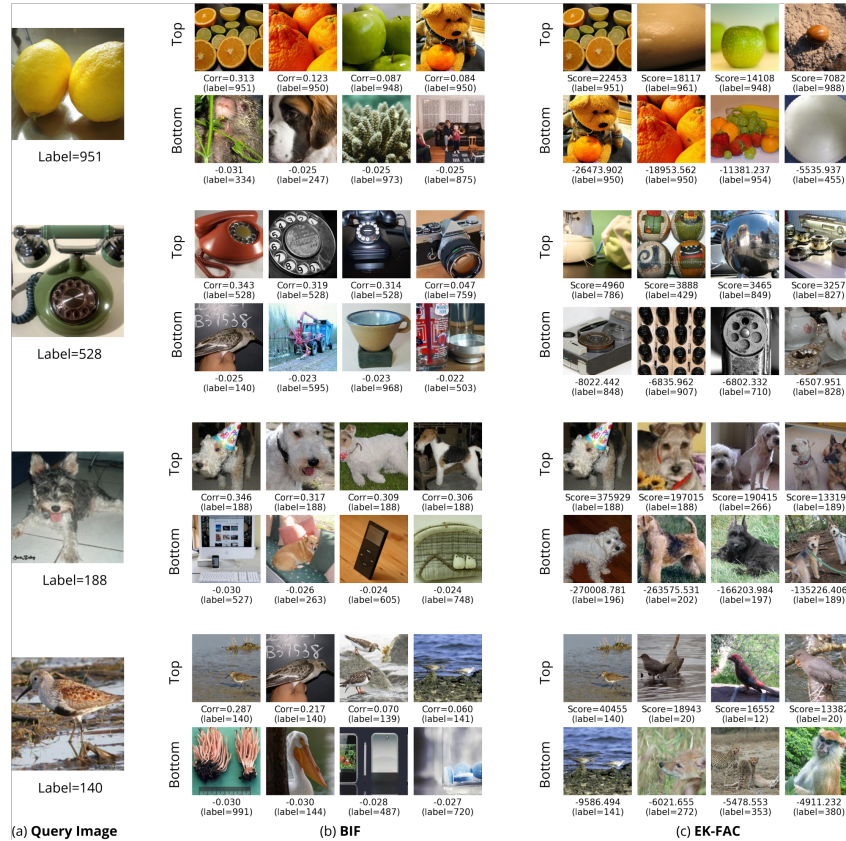 Top
Corr=0.313 Corr=0.123 Corr=0.087 Corr=0.084
(label=951) (label=950) (label=948) (label=950)
Bottom
-0.031 -0.025 -0.025 -0.025
(label=334) (label=247) (label=973) (label=875)
Label=951
Top
Score=22453 Score=18117 Score=14108 Score=7082
(label=951) (label=961) (label=948) (label=988)
Bottom
-26473.902 -18953.562 -11381.237 -5535.937
(label=950) (label=950) (label=954) (label=455)
Top
Corr=0.343 Corr=0.319 Corr=0.314 Corr=0.047
(label=528) (label=528) (label=528) (label=759)
Bottom
B37538
-0.025 -0.023 -0.023 -0.022
(label=140) (label=595) (label=968) (label=503)
Label=528
Top
Score=4960 Score=3888 Score=3465 Score=3257
(label=786) (label=429) (label=849) (label=827)
Bottom
-8022.442 -6835.962 -6802.332 -6507.951
(label=848) (label=907) (label=710) (label=828)
Top
Corr=0.346 Corr=0.317 Corr=0.309 Corr=0.306
(label=188) (label=188) (label=188) (label=188)
Bottom
-0.030 -0.026 -0.024 -0.024
(label=527) (label=263) (label=605) (label=748)
Label=188
Top
Score=375929 Score=197015 Score=190415 Score=13319
(label=188) (label=188) (label=266) (label=189)
Bottom
-270008.781 -263575.531 -166203.984 -135226.406
(label=196) (label=202) (label=197) (label=189)
Top
B37538
Corr=0.287 Corr=0.217 Corr=0.070 Corr=0.060
(label=140) (label=140) (label=139) (label=141)
Bottom
-0.030 -0.030 -0.028 -0.027
(label=991) (label=144) (label=487) (label=720)
Label=140
Top
Score=40455 Score=18943 Score=16552 Score=13382
(label=140) (label=20) (label=12) (label=20)
Bottom
-9586.494 -6021.655 -5478.553 -4911.232
(label=141) (label=272) (label=353) (label=380)
(a) Query Image (b) BIF (c) EK-FAC